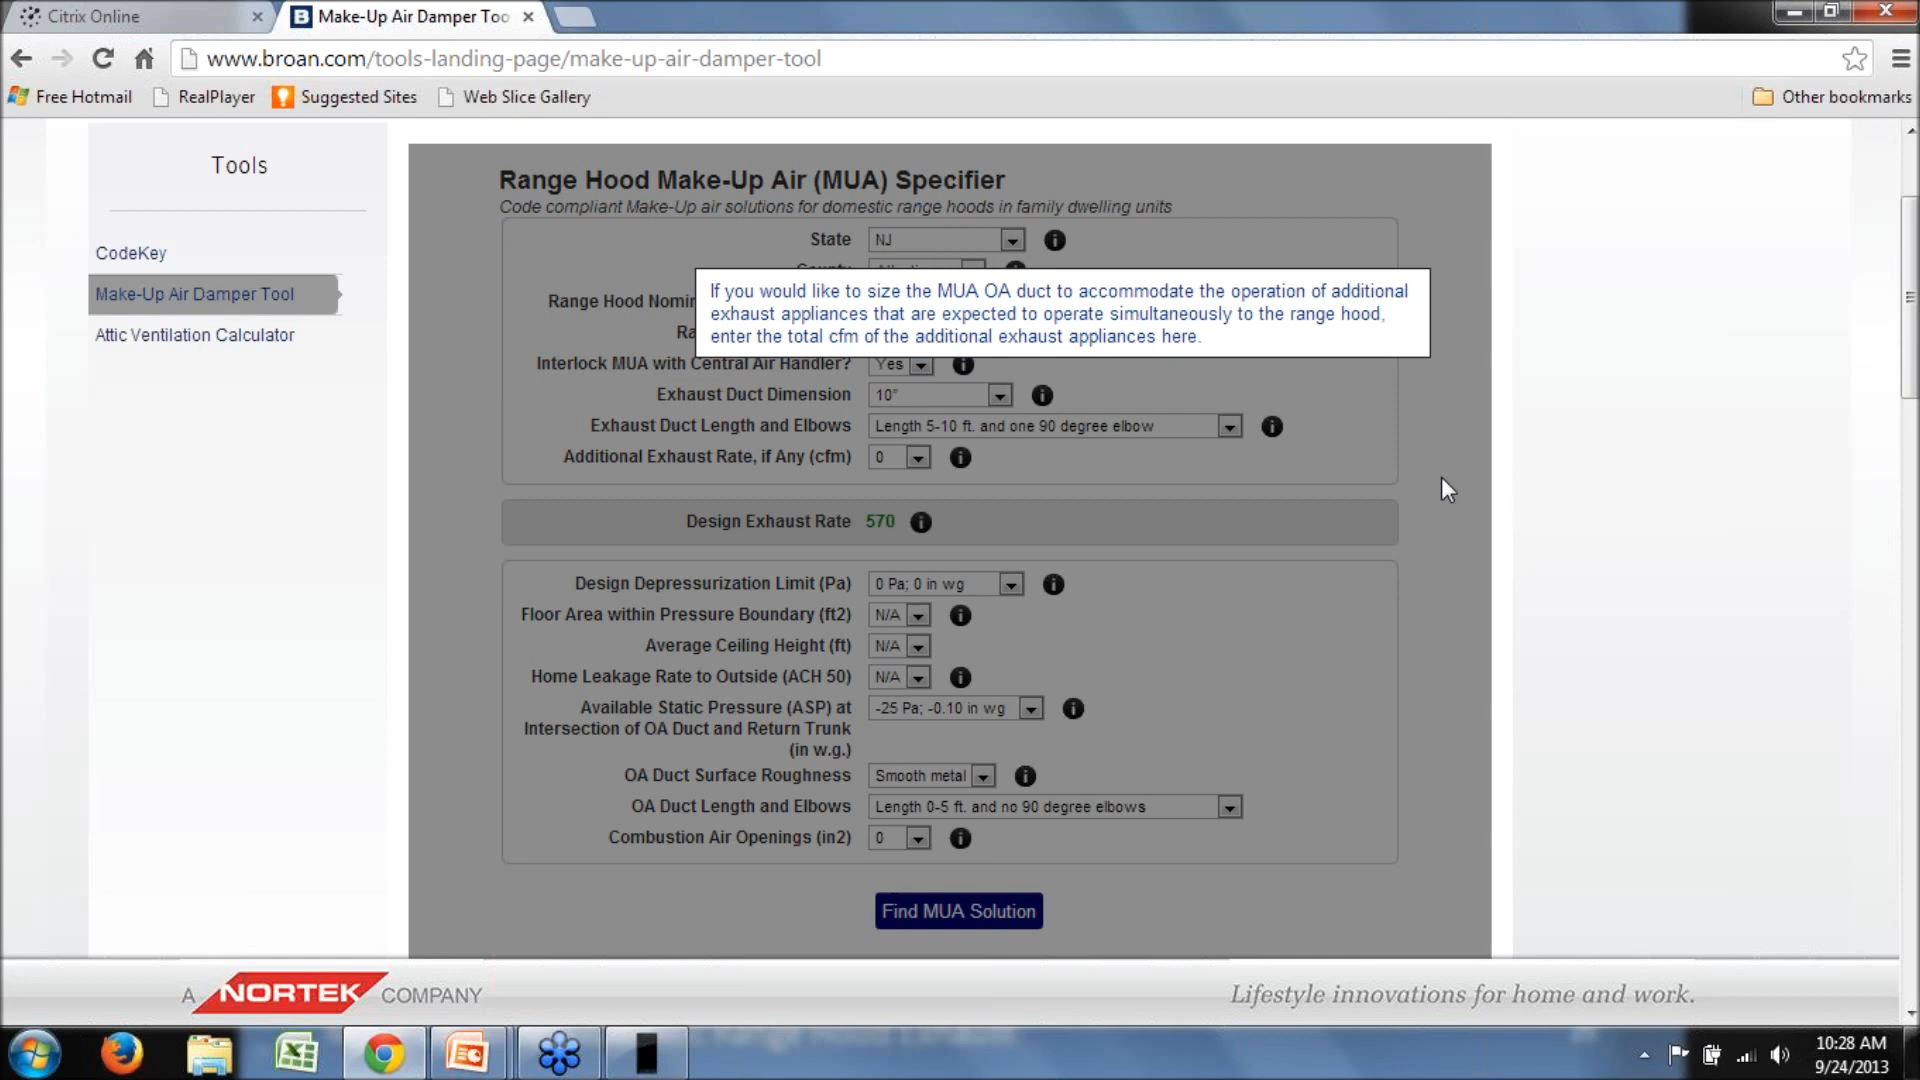 Citrix Online
Make-Up Air Damper Too
www.broan.com/tools-landing-page/make-up-air-damper-tool
Free Hotmail RealPlayer Suggested Sites Web Slice Gallery Other bookmarks
Tools
CodeKey
Make-Up Air Damper Tool
Attic Ventilation Calculator
Range Hood Make-Up Air (MUA) Specifier
Code compliant Make-Up air solutions for domestic range hoods in family dwelling units
State NJ
Range Hood Nomin
Ra
If you would like to size the MUA OA duct to accommodate the operation of additional
exhaust appliances that are expected to operate simultaneously to the range hood,
enter the total cfm of the additional exhaust appliances here.
Interlock MUA with Central Air Handler? Yes
Exhaust Duct Dimension 10"
Exhaust Duct Length and Elbows Length 5-10 ft. and one 90 degree elbow
Additional Exhaust Rate, if Any (cfm) 0
Design Exhaust Rate 570
Design Depressurization Limit (Pa) 0 Pa; 0 in wg
Floor Area within Pressure Boundary (ft2) N/A
Average Ceiling Height (ft) N/A
Home Leakage Rate to Outside (ACH 50) N/A
Available Static Pressure (ASP) at -25 Pa; -0.10 in wg
Intersection of OA Duct and Return Trunk
(in w.g.)
OA Duct Surface Roughness Smooth metal
OA Duct Length and Elbows Length 0-5 ft. and no 90 degree elbows
Combustion Air Openings (in2) 0
Find MUA Solution
A NORTEK COMPANY
Lifestyle innovations for home and work.
10:28 AM
9/24/2013